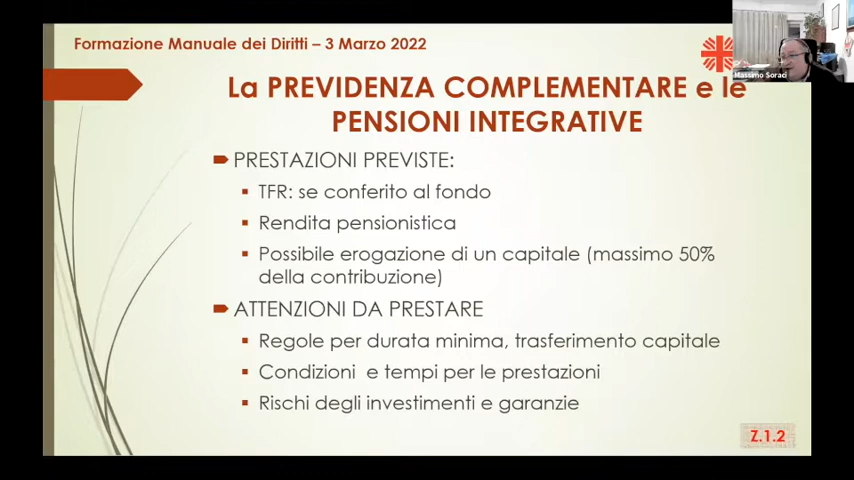 Formazione Manuale dei Diritti – 3 Marzo 2022
Massimo Soraci
La PREVIDENZA COMPLEMENTARE e le
PENSIONI INTEGRATIVE
PRESTAZIONI PREVISTE:
TFR: se conferito al fondo
Rendita pensionistica
Possibile erogazione di un capitale (massimo 50%
della contribuzione)
ATTENZIONI DA PRESTARE
Regole per durata minima, trasferimento capitale
Condizioni e tempi per le prestazioni
Rischi degli investimenti e garanzie
Z.1.2